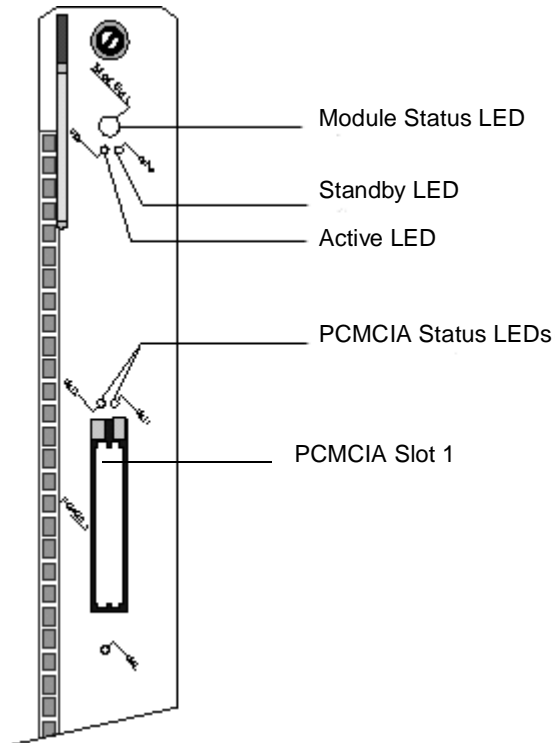 Module Status LED
Standby LED
Active LED
PCMCIA Status LEDs
PCMCIA Slot 1